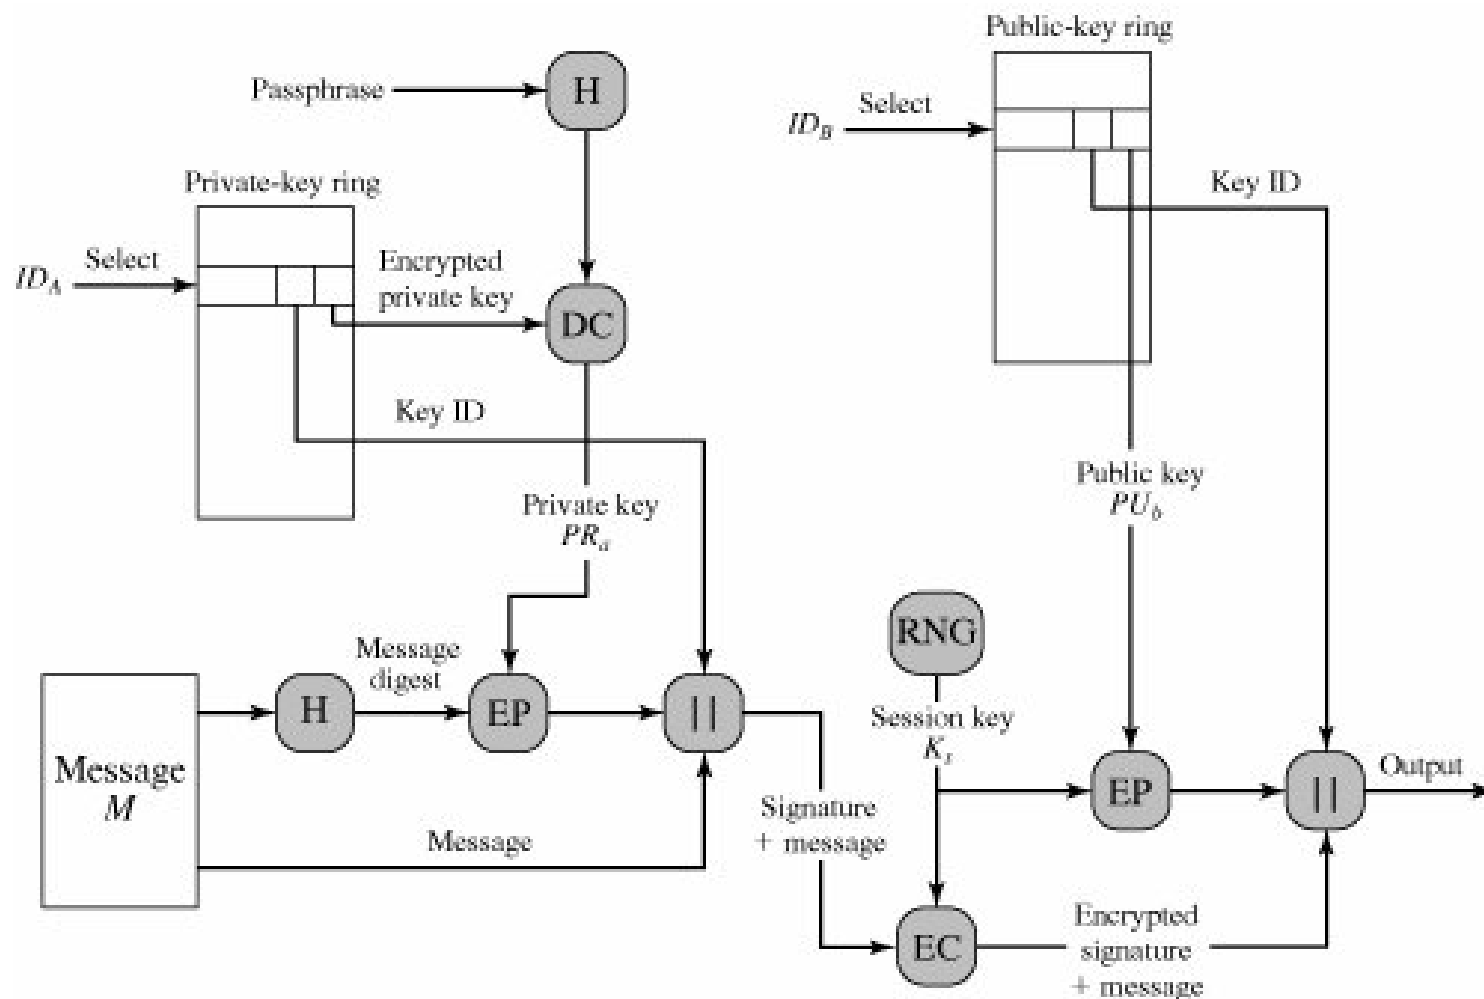 Public-key ring
Passphrase
H
ID_B
Select
Private-key ring
Key ID
ID_A
Select
Encrypted
private key
DC
Key ID
Private key
PR_a
Public key
PU_b
RNG
Message
digest
H
EP
||
Session key
K_s
Message
M
EP
||
Output
Signature
+ message
Message
EC
Encrypted
signature
+ message